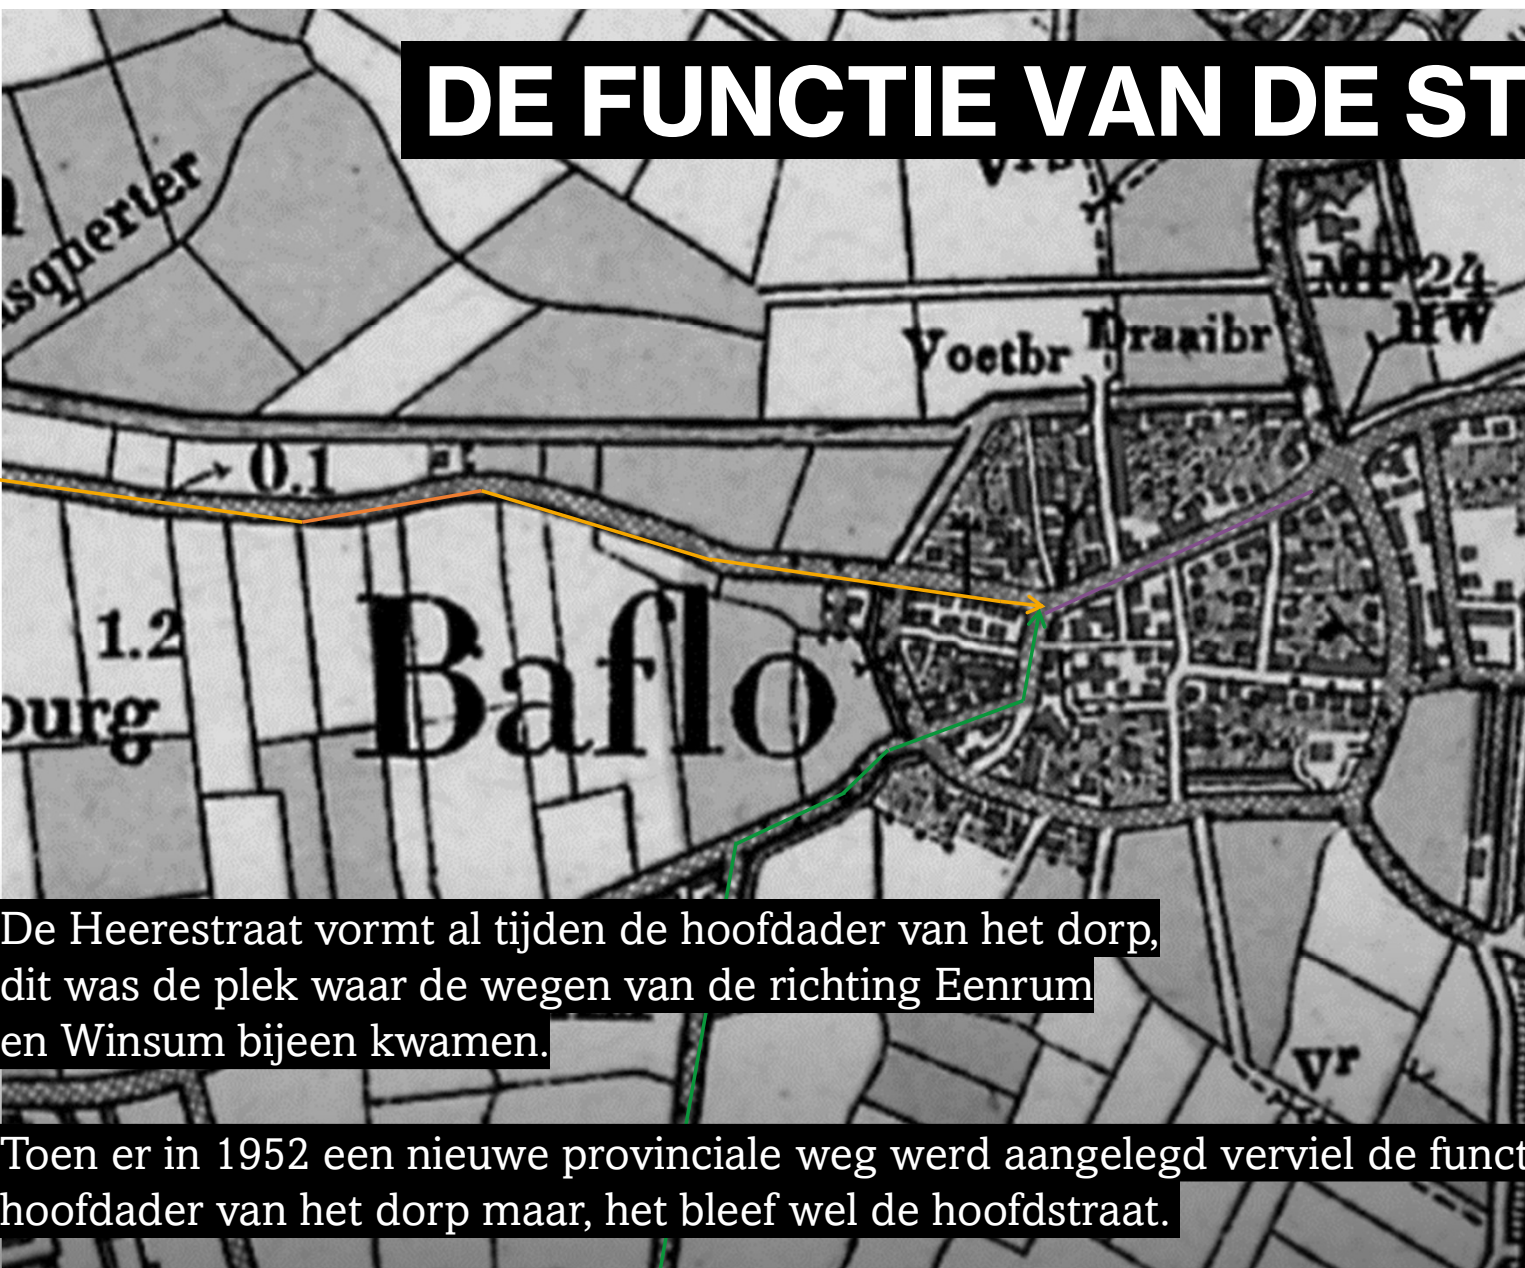 DE FUNCTIE VAN DE ST
Vrs
asquerter
MP 24
HW
Voetbr
Draaibr
0.1
1.2
Baflo
burg
De Heerestraat vormt al tijden de hoofdader van het dorp,
dit was de plek waar de wegen van de richting Eenrum
en Winsum bijeen kwamen.
Vr
Toen er in 1952 een nieuwe provinciale weg werd aangelegd verviel de funct
hoofdader van het dorp maar, het bleef wel de hoofdstraat.